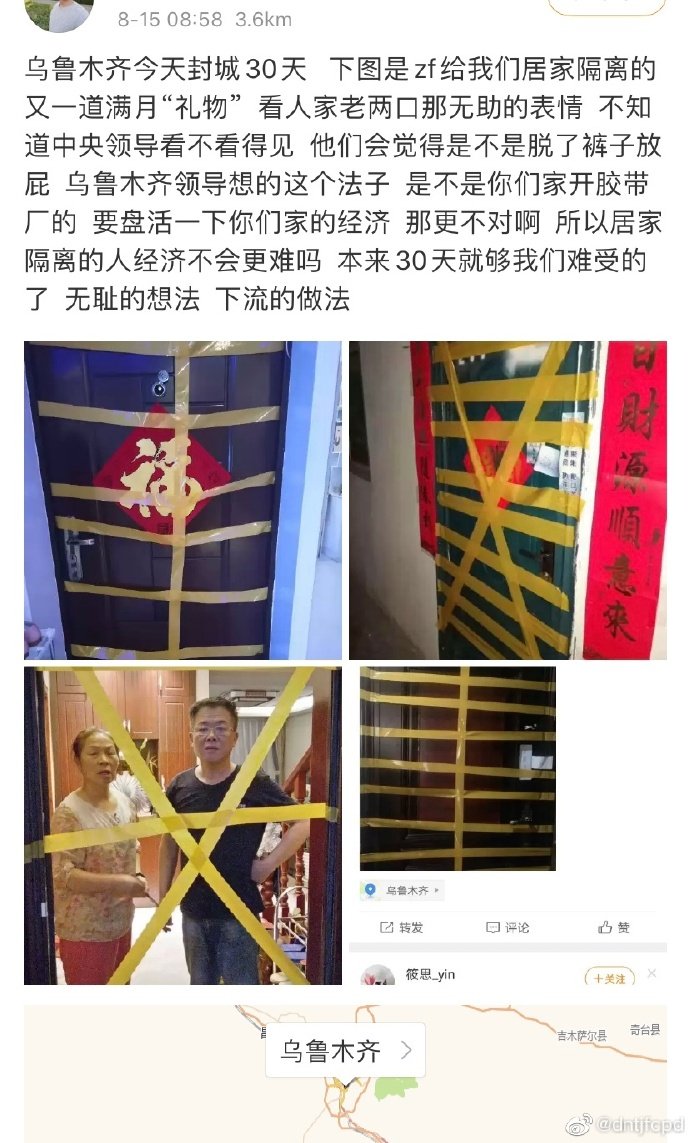 8-15 08:58 3.6km
乌鲁木齐今天封城30天 下图是zf给我们居家隔离的
又一道满月“礼物” 看人家老两口那无助的表情 不知
道中央领导看不看得见 他们会觉得是不是脱了裤子放
屁 乌鲁木齐领导想的这个法子 是不是你们家开胶带
厂的 要盘活一下你们家的经济 那更不对啊 所以居家
隔离的人经济不会更难吗 本来30天就够我们难受的
了 无耻的想法 下流的做法
福
財源順意來
乌鲁木齐
转发 评论 赞
筱思_yin
+关注
乌鲁木齐
吉木萨尔县
奇台县
@dntjfcpd